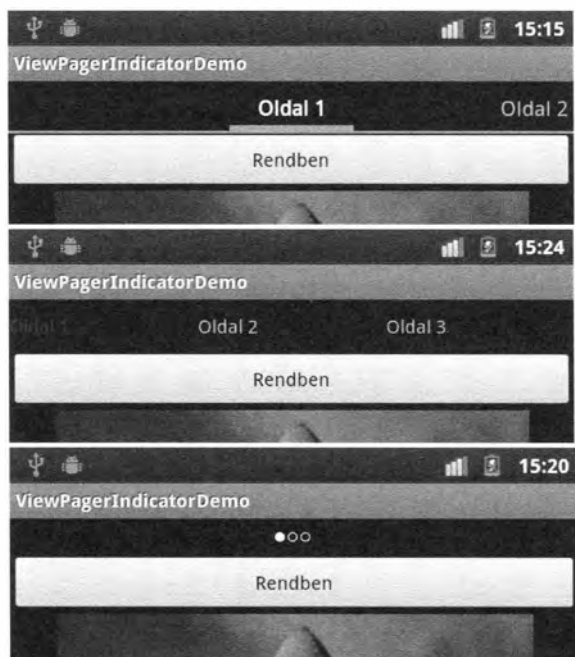 15:15
ViewPagerIndicatorDemo
Oldal 1 Oldal 2
Rendben
15:24
ViewPagerIndicatorDemo
Oldal 1 Oldal 2 Oldal 3
Rendben
15:20
ViewPagerIndicatorDemo
Rendben